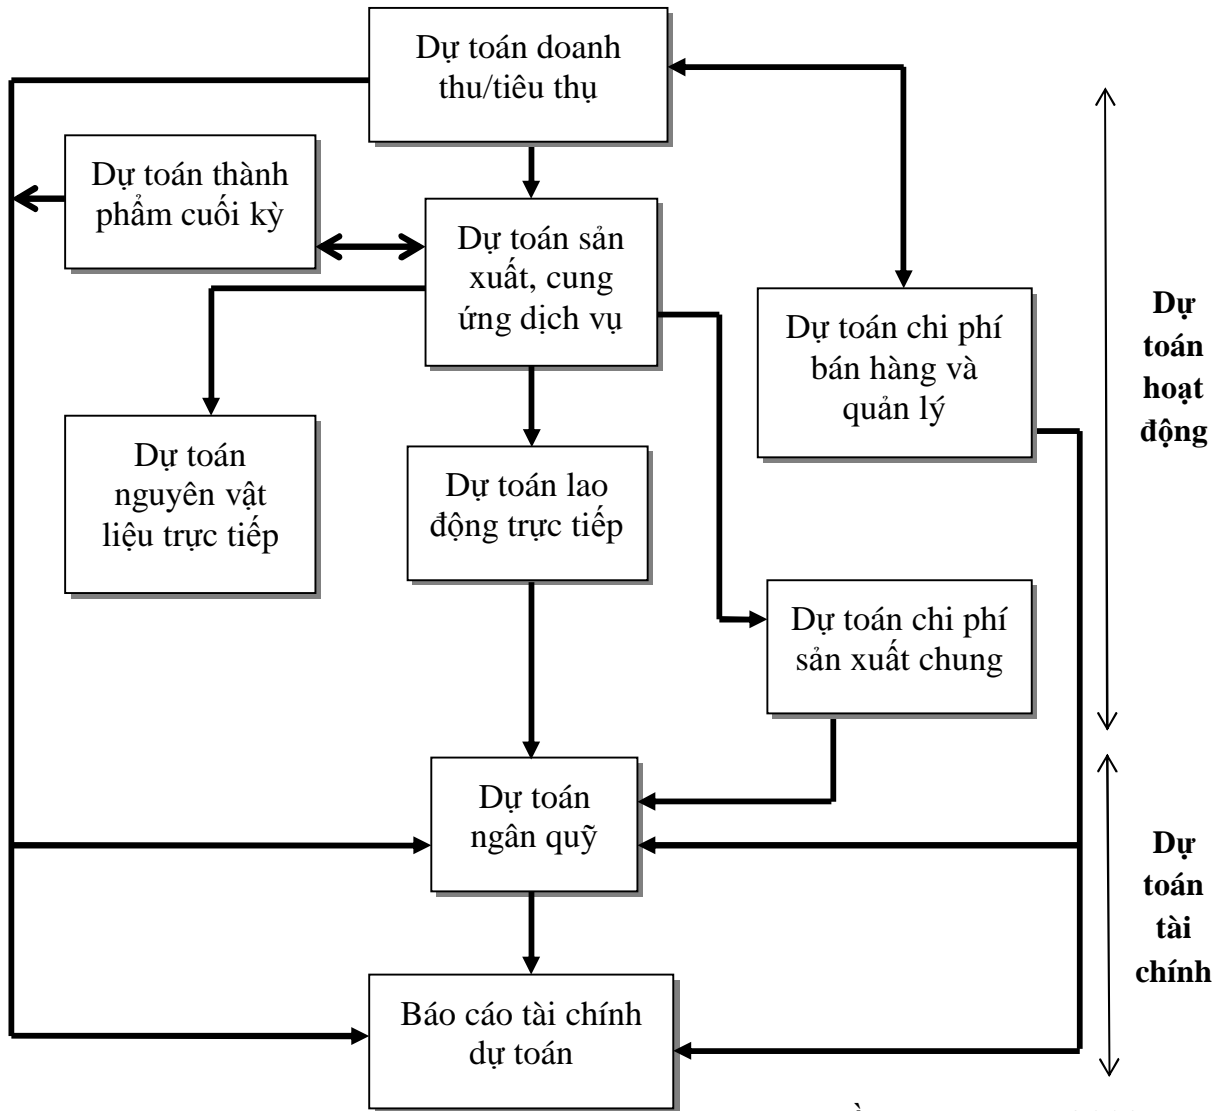 Dự toán doanh
thu/tiêu thụ
Dự toán thành
phẩm cuối kỳ
Dự toán sản
xuất, cung
ứng dịch vụ
Dự toán chi phí
bán hàng và
quản lý
Dự
toán
hoạt
động
Dự toán
nguyên vật
liệu trực tiếp
Dự toán lao
động trực tiếp
Dự toán chi phí
sản xuất chung
Dự toán
ngân quỹ
Dự
toán
tài
chính
Báo cáo tài chính
dự toán